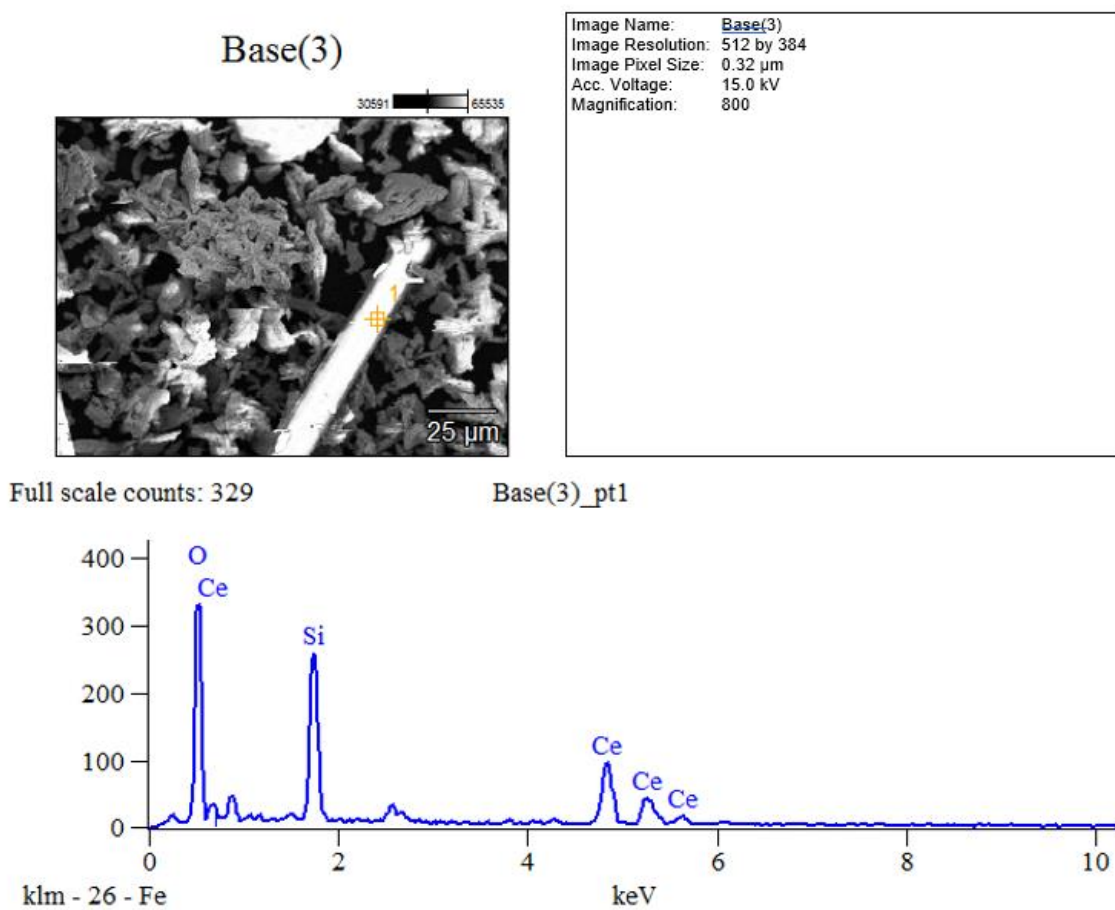 Base(3)
30591 65535
1
25 µm
Image Name: Base(3)
Image Resolution: 512 by 384
Image Pixel Size: 0.32 µm
Acc. Voltage: 15.0 kV
Magnification: 800
Full scale counts: 329
Base(3)_pt1
400
300
200
100
0
O
Ce
Si
Ce
Ce
Ce
0 2 4 6 8 10
klm - 26 - Fe
keV